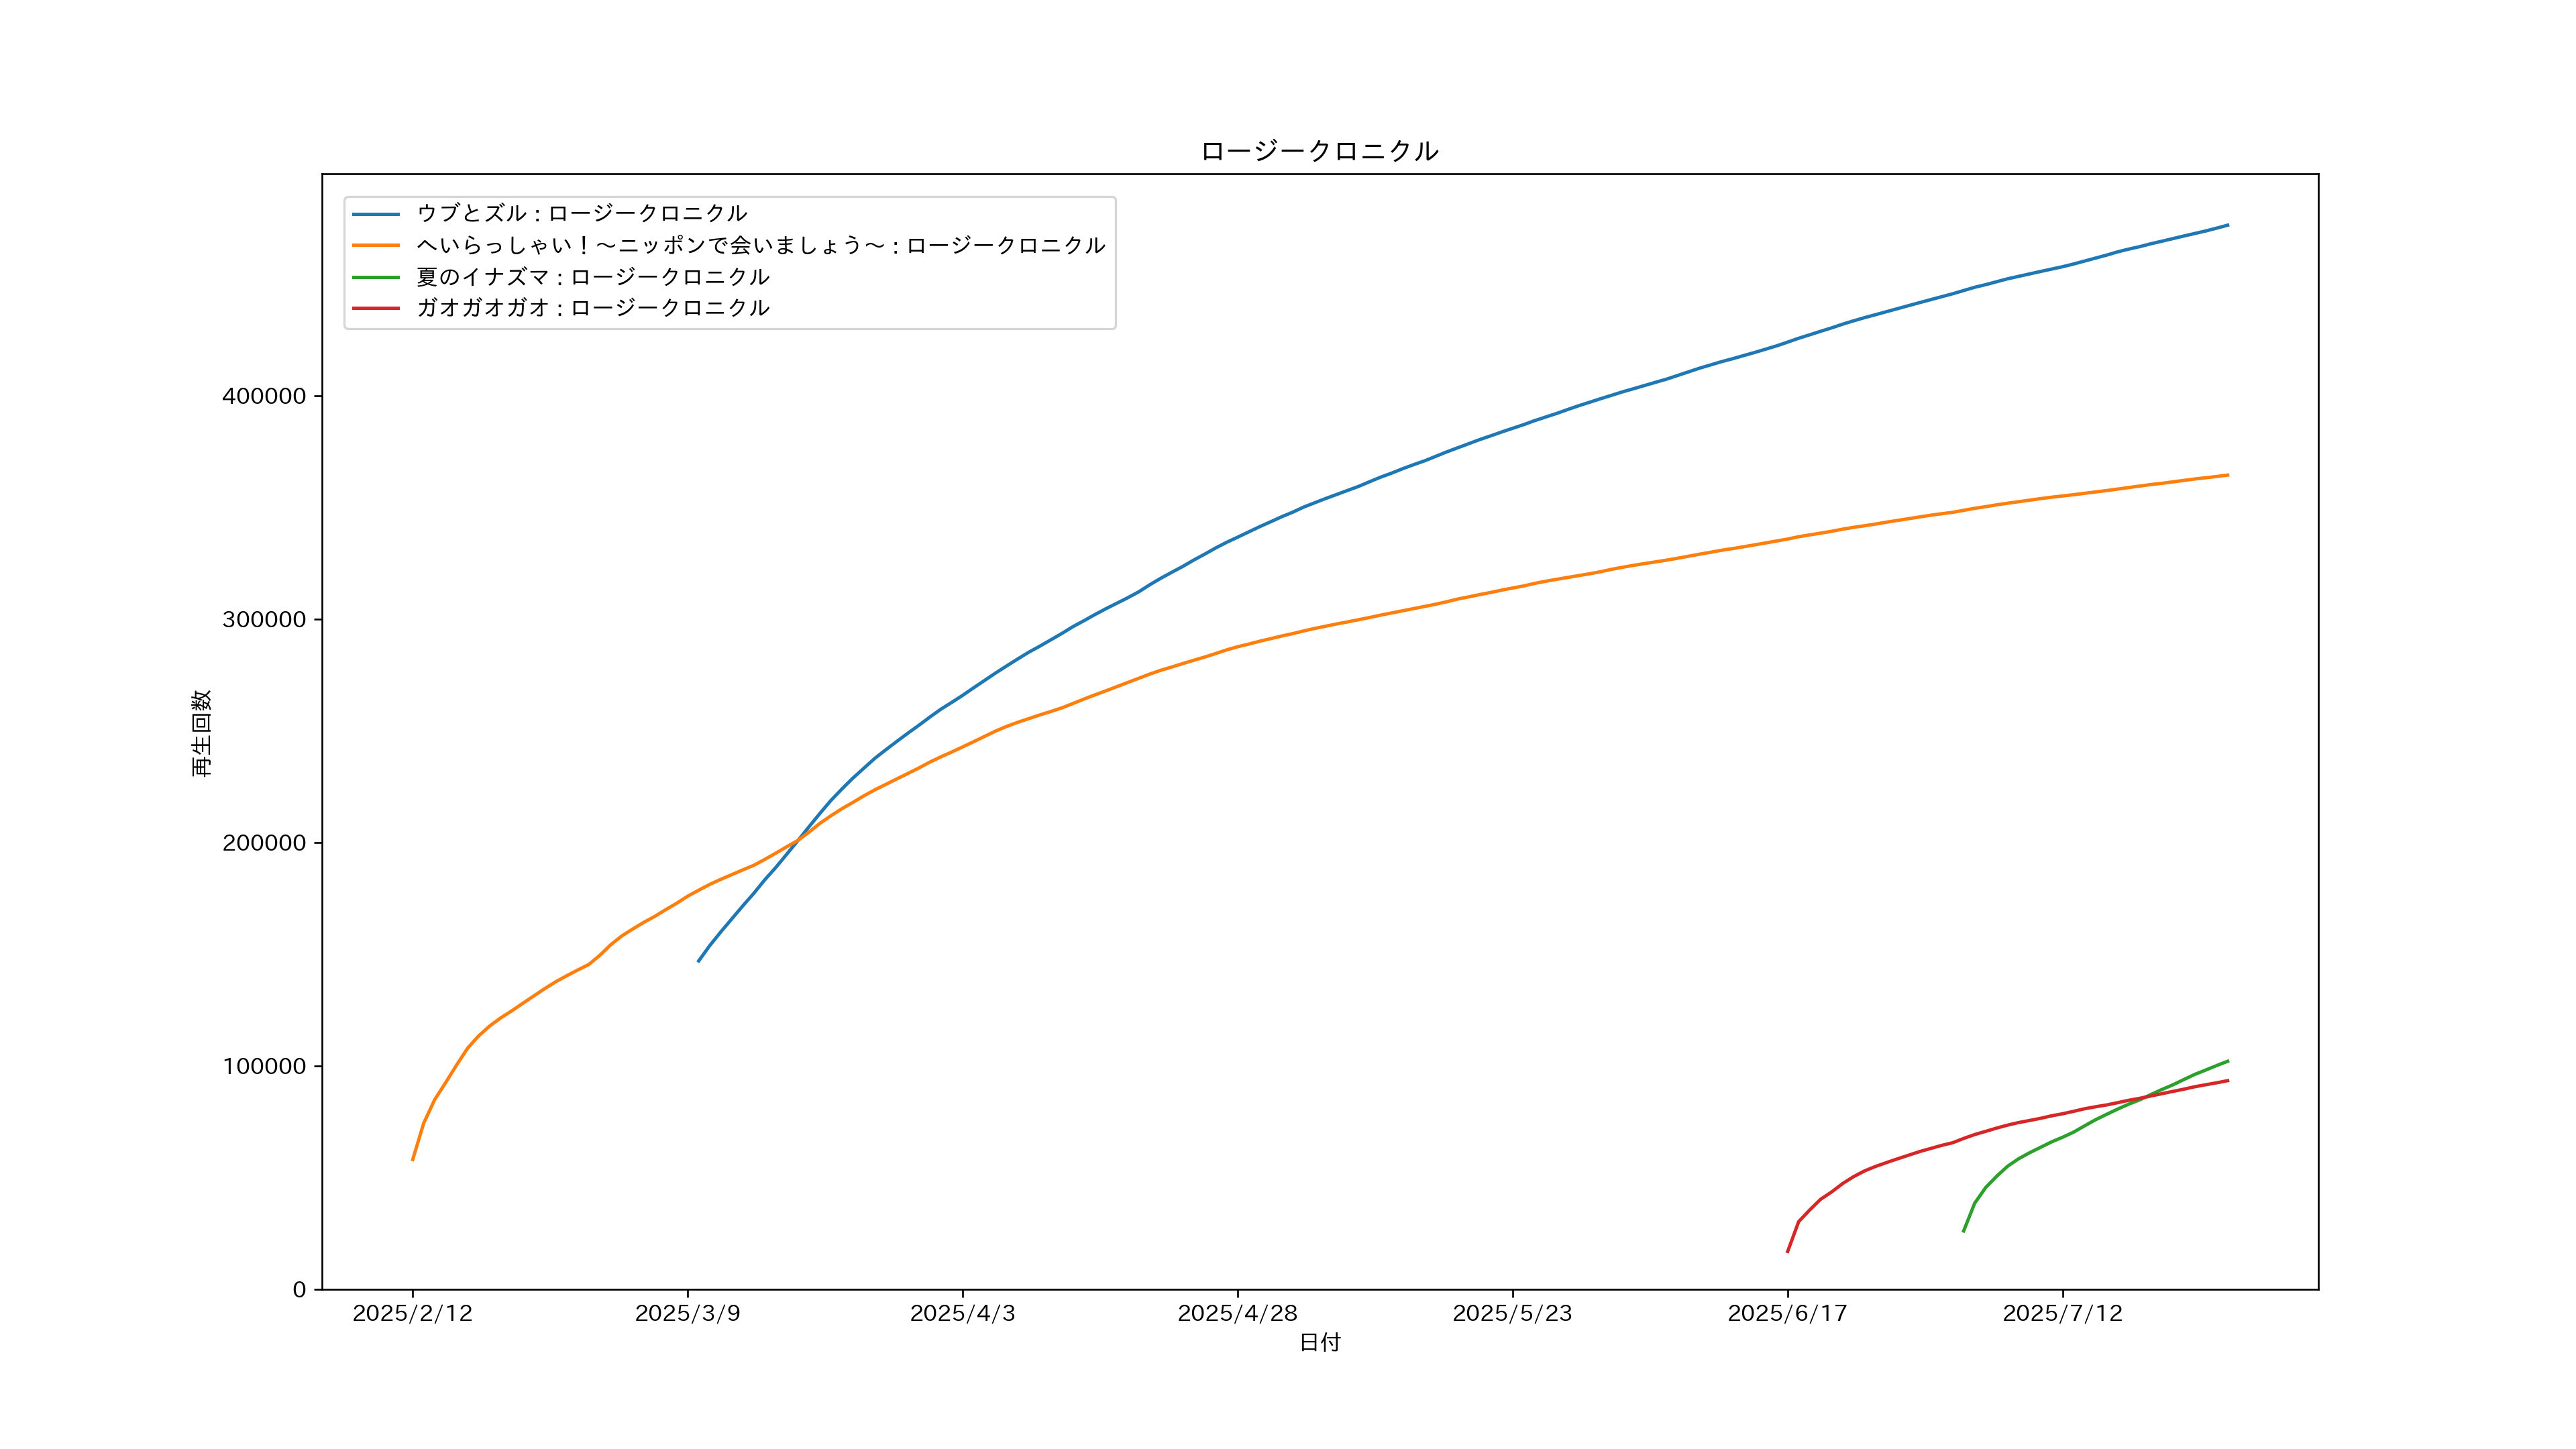 ロージークロニクル
ウブとズル : ロージークロニクル
へいらっしゃい！〜ニッポンで会いましょう〜 : ロージークロニクル
夏のイナズマ : ロージークロニクル
ガオガオガオ : ロージークロニクル
再生回数
400000
300000
200000
100000
0
2025/2/12 2025/3/9 2025/4/3 2025/4/28 2025/5/23 2025/6/17 2025/7/12
日付